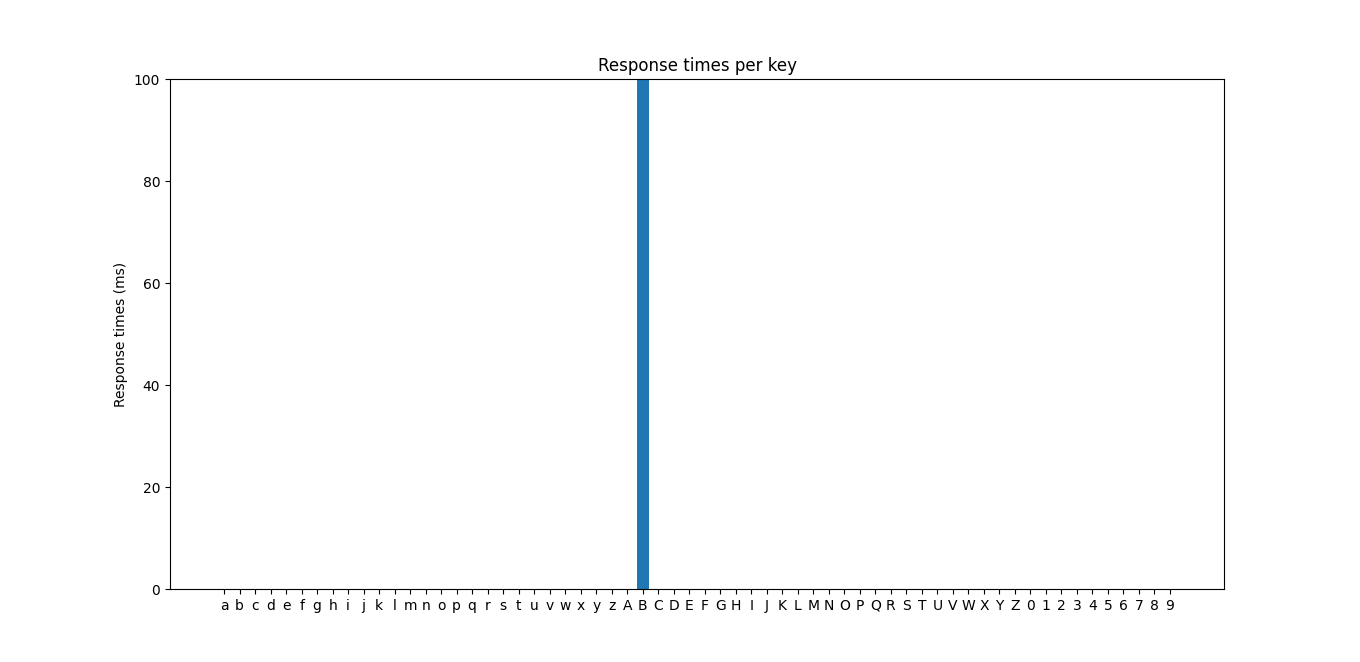 Response times per key
100
80
60
40
20
0
Response times (ms)
a b c d e f g h i j k l m n o p q r s t u v w x y z A B C D E F G H I J K L M N O P Q R S T U V W X Y Z 0 1 2 3 4 5 6 7 8 9